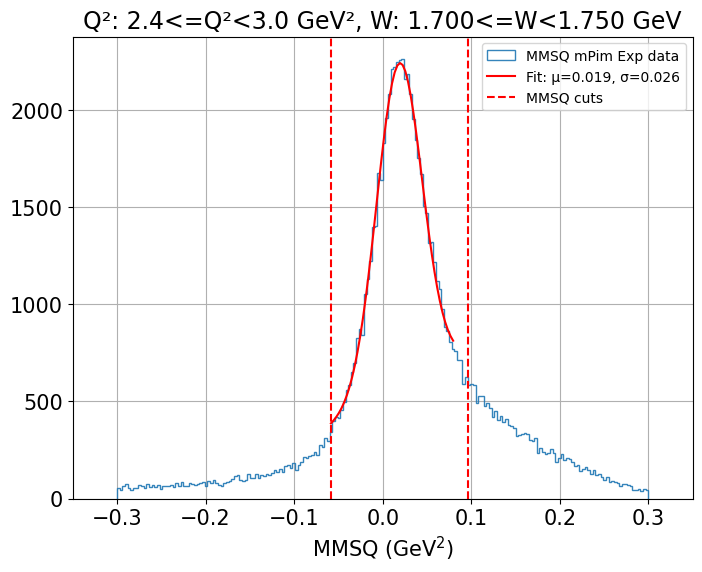 Q²: 2.4<=Q²<3.0 GeV², W: 1.700<=W<1.750 GeV
MMSQ mPim Exp data
Fit: μ=0.019, σ=0.026
MMSQ cuts
2000
1500
1000
500
0
−0.3 −0.2 −0.1 0.0 0.1 0.2 0.3
MMSQ (GeV²)